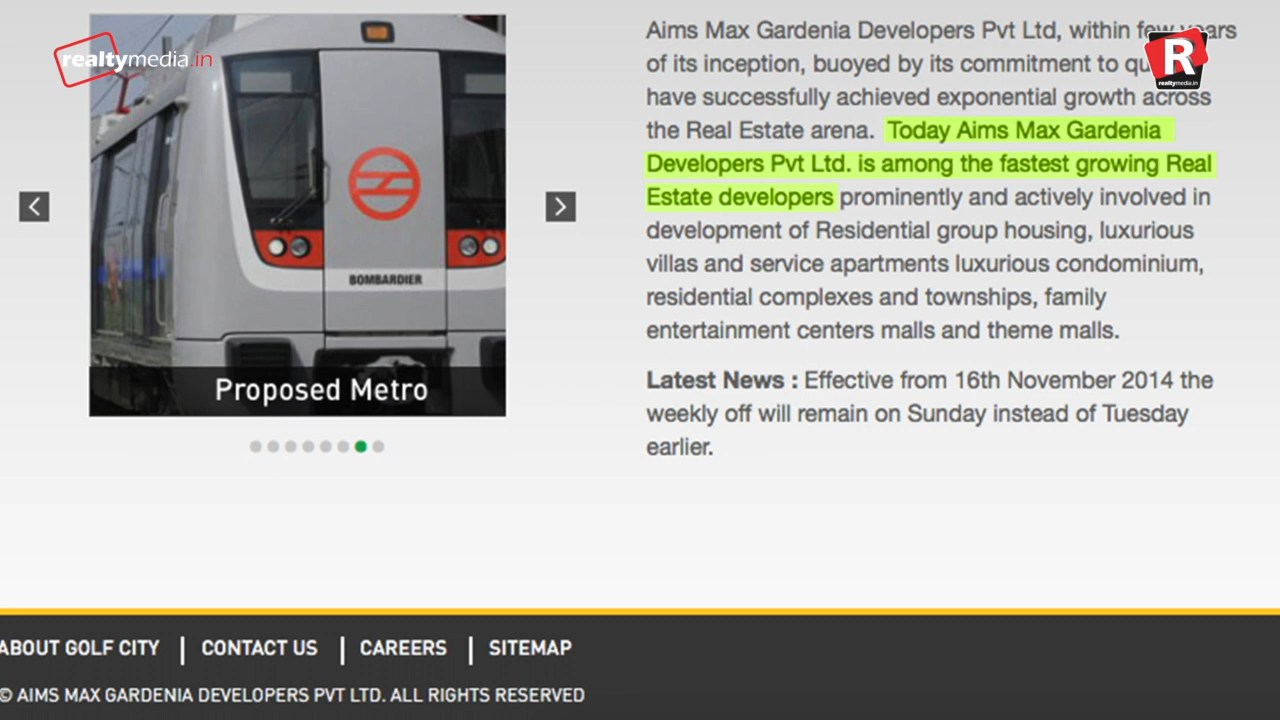 realtymedia.in
R
realtymedia.in
BOMBARDIER
Proposed Metro
Aims Max Gardenia Developers Pvt Ltd, within few years
of its inception, buoyed by its commitment to
have successfully achieved exponential growth across
the Real Estate arena. Today Aims Max Gardenia
Developers Pvt Ltd. is among the fastest growing Real
Estate developers prominently and actively involved in
development of Residential group housing, luxurious
villas and service apartments luxurious condominium,
residential complexes and townships, family
entertainment centers malls and theme malls.
Latest News : Effective from 16th November 2014 the
weekly off will remain on Sunday instead of Tuesday
earlier.
ABOUT GOLF CITY | CONTACT US | CAREERS | SITEMAP
© AIMS MAX GARDENIA DEVELOPERS PVT LTD. ALL RIGHTS RESERVED